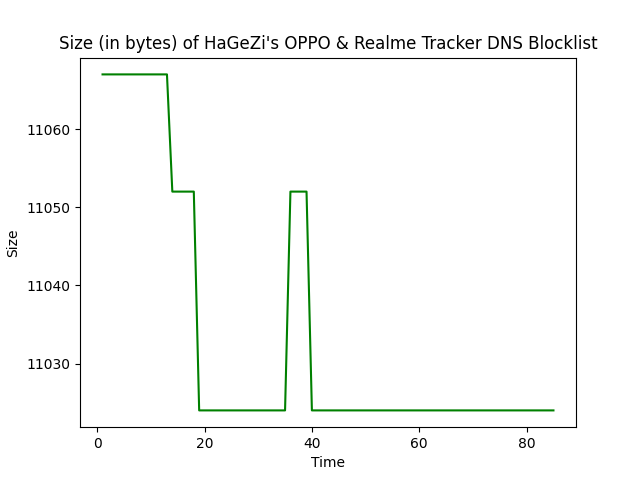 Size (in bytes) of HaGeZi's OPPO & Realme Tracker DNS Blocklist
11060
11050
11040
11030
Size
0 20 40 60 80
Time